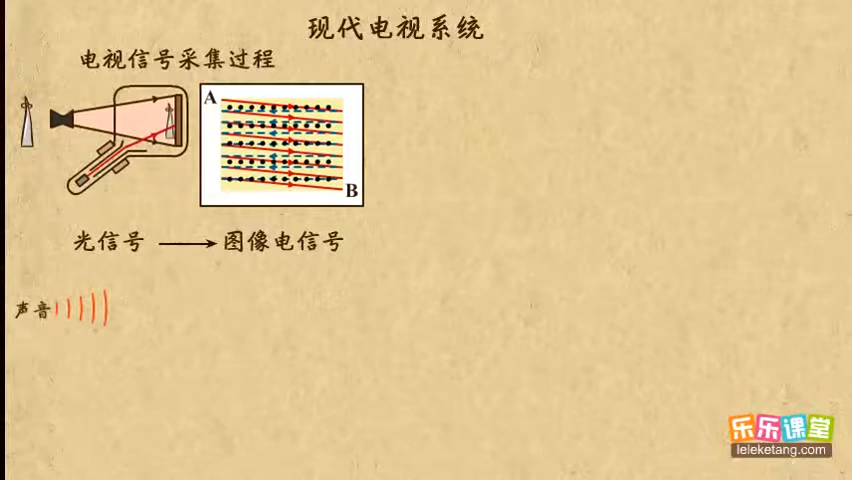 现代电视系统
电视信号采集过程
A
B
光信号 图像电信号
声音
乐乐课堂
leleketang.com